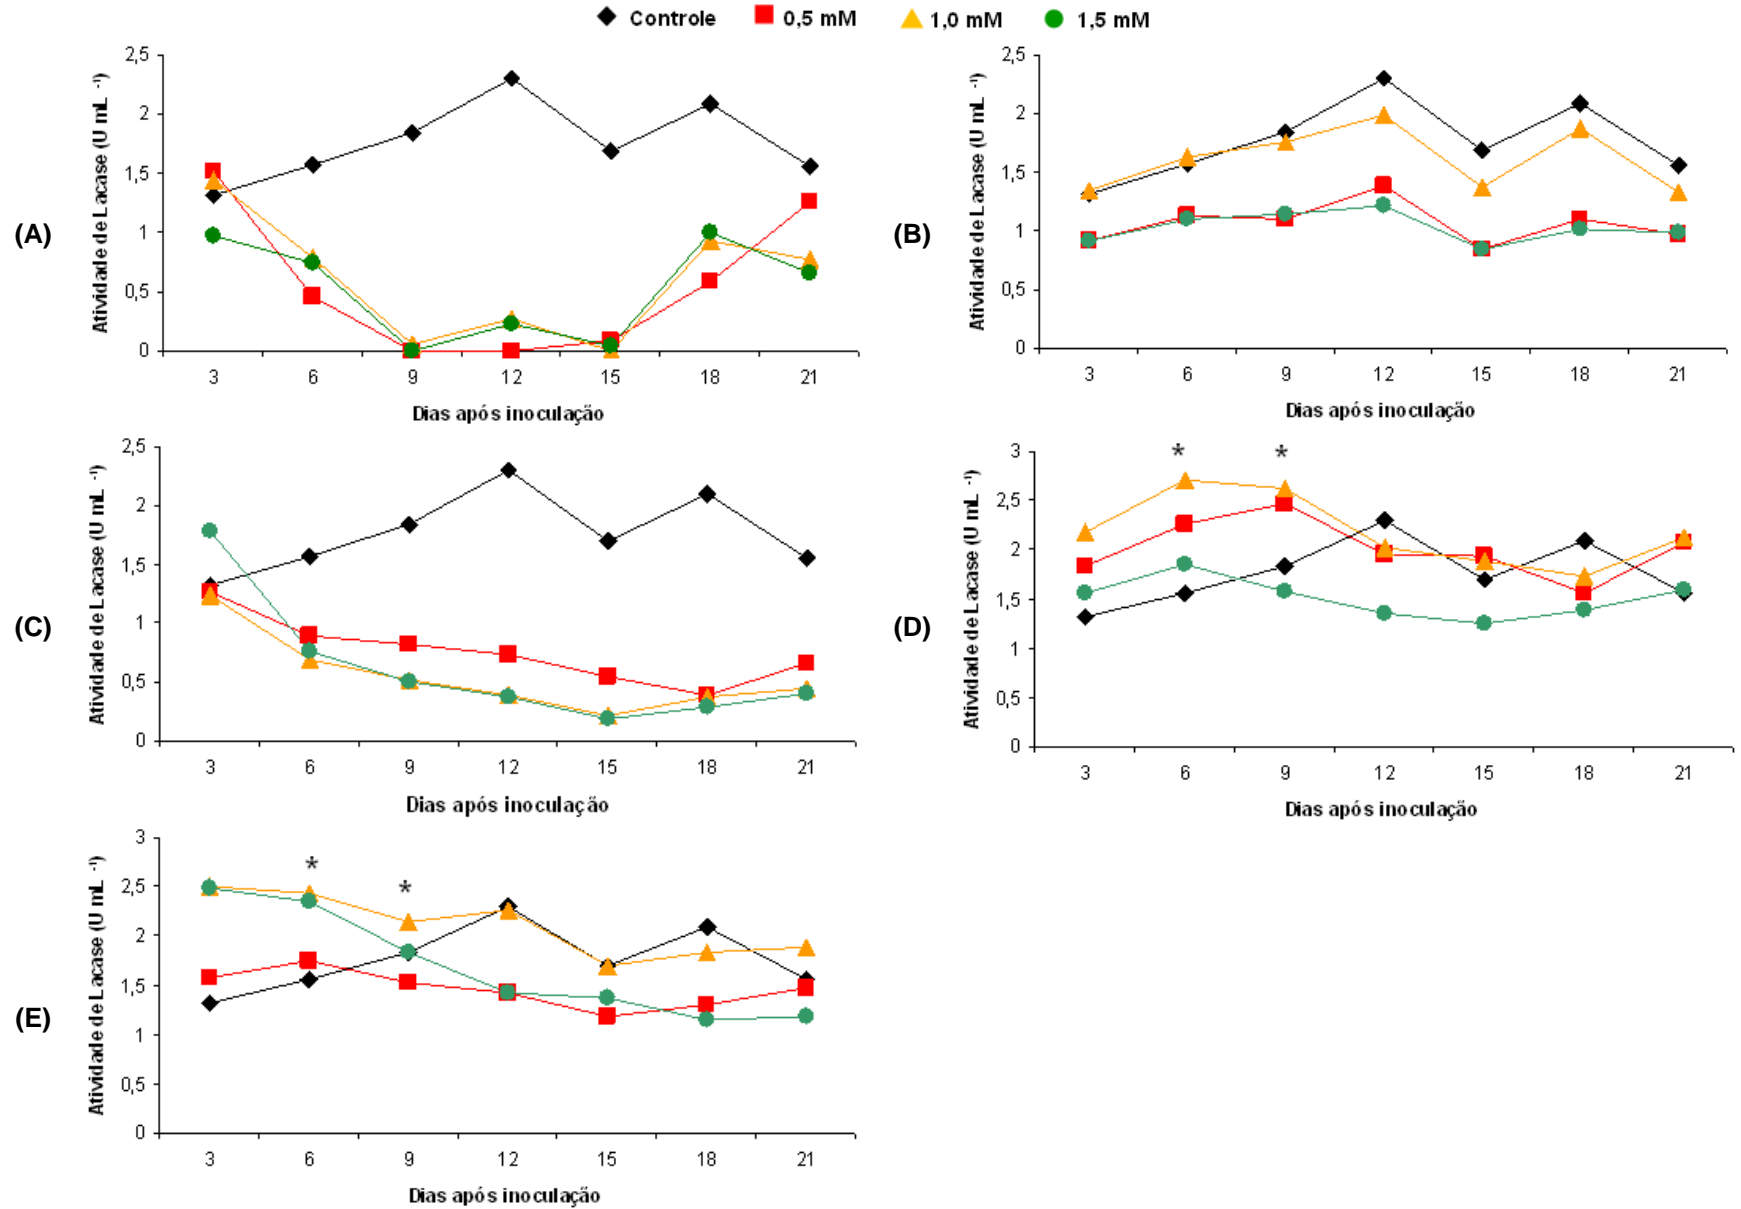 Controle 0,5 mM 1,0 mM 1,5 mM
(A)
Atividade de Lacase (U mL ⁻¹)
2,5
2
1,5
1
0,5
0
3 6 9 12 15 18 21
Dias após inoculação
(B)
Atividade de Lacase (U mL ⁻¹)
2,5
2
1,5
1
0,5
0
3 6 9 12 15 18 21
Dias após inoculação
(C)
Atividade de Lacase (U mL ⁻¹)
2,5
2
1,5
1
0,5
0
3 6 9 12 15 18 21
Dias após inoculação
(D)
Atividade de Lacase (U mL ⁻¹)
3
2,5
2
1,5
1
0,5
0
* *
3 6 9 12 15 18 21
Dias após inoculação
(E)
Atividade de Lacase (U mL ⁻¹)
3
2,5
2
1,5
1
0,5
0
* *
3 6 9 12 15 18 21
Dias após inoculação